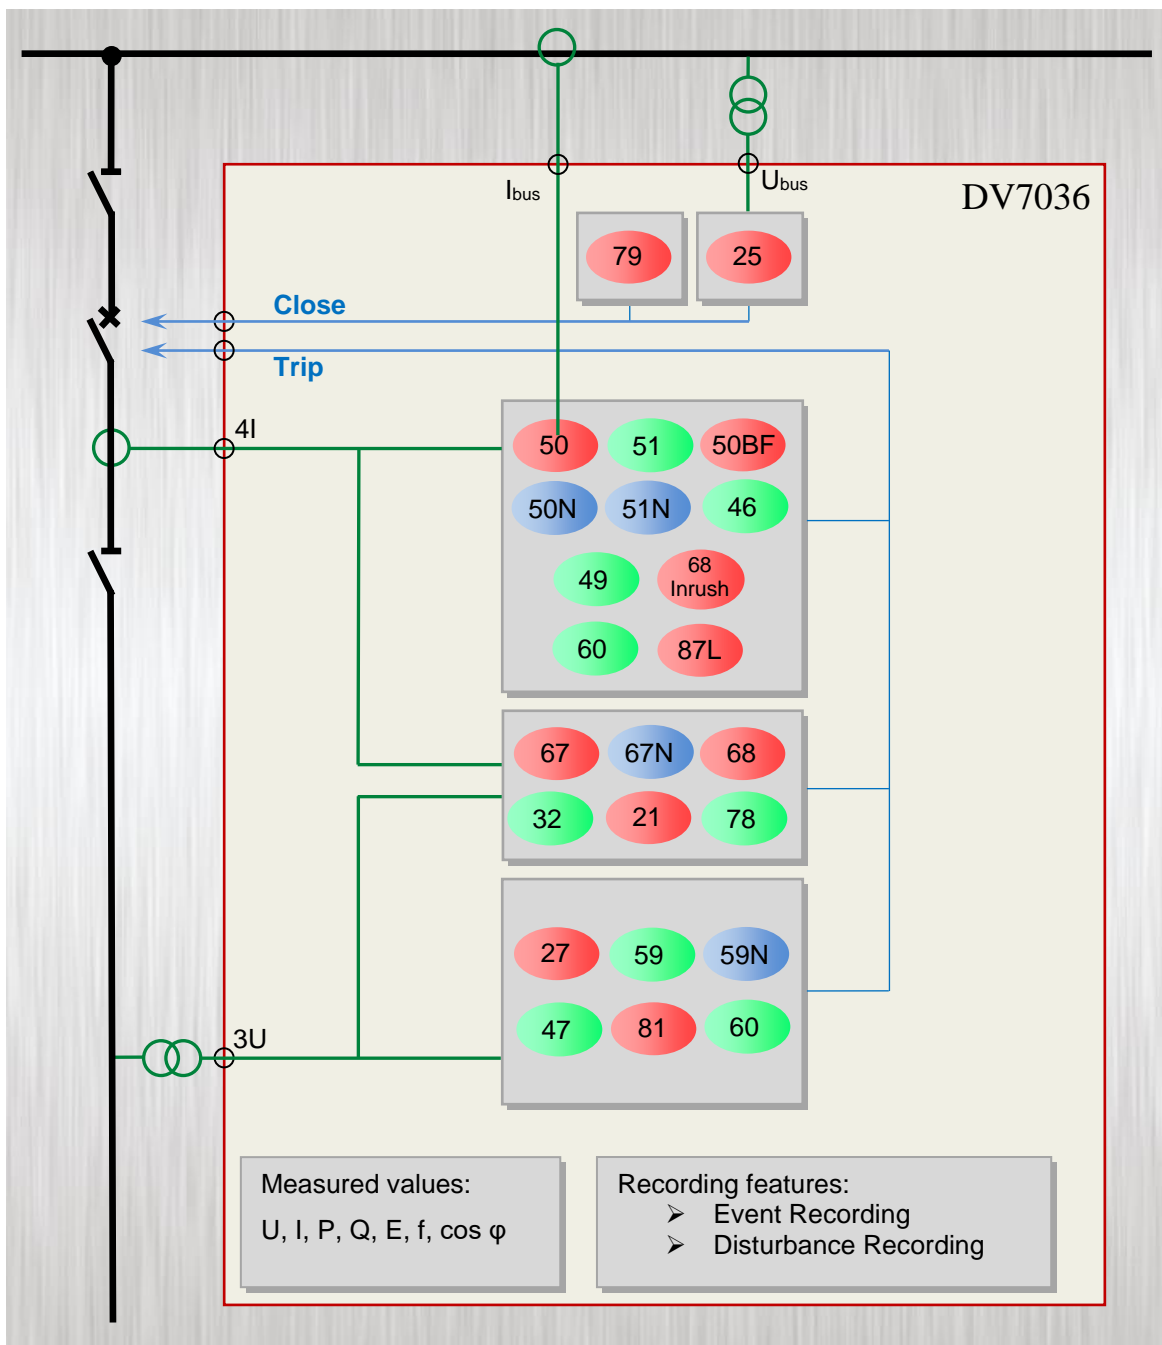 Ibus
Ubus
DV7036
79
25
Close
Trip
4I
50
51
50BF
50N
51N
46
49
68
Inrush
60
87L
67
67N
68
32
21
78
27
59
59N
47
81
60
3U
Measured values:
U, I, P, Q, E, f, cos φ
Recording features:
➢ Event Recording
➢ Disturbance Recording